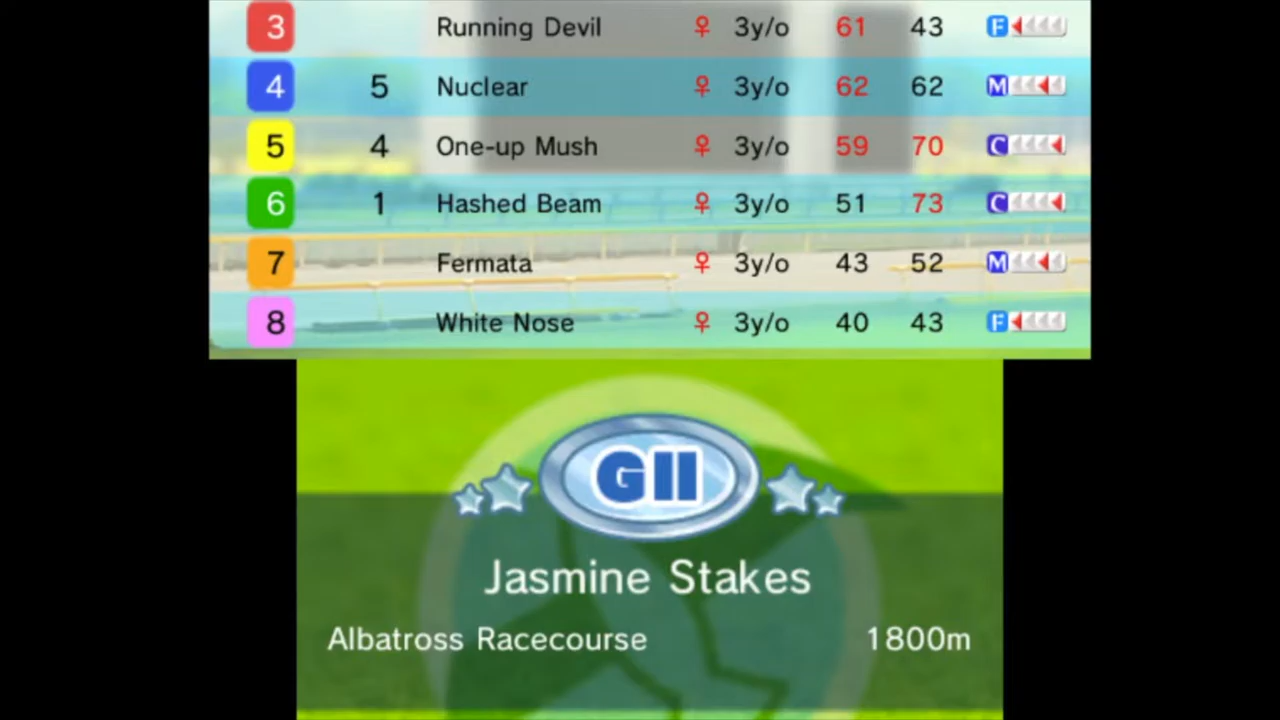 3 Running Devil ♀ 3y/o 61 43 F
4 5 Nuclear ♀ 3y/o 62 62 M
5 4 One-up Mush ♀ 3y/o 59 70 C
6 1 Hashed Beam ♀ 3y/o 51 73 C
7 Fermata ♀ 3y/o 43 52 M
8 White Nose ♀ 3y/o 40 43 F
GII
Jasmine Stakes
Albatross Racecourse 1800m